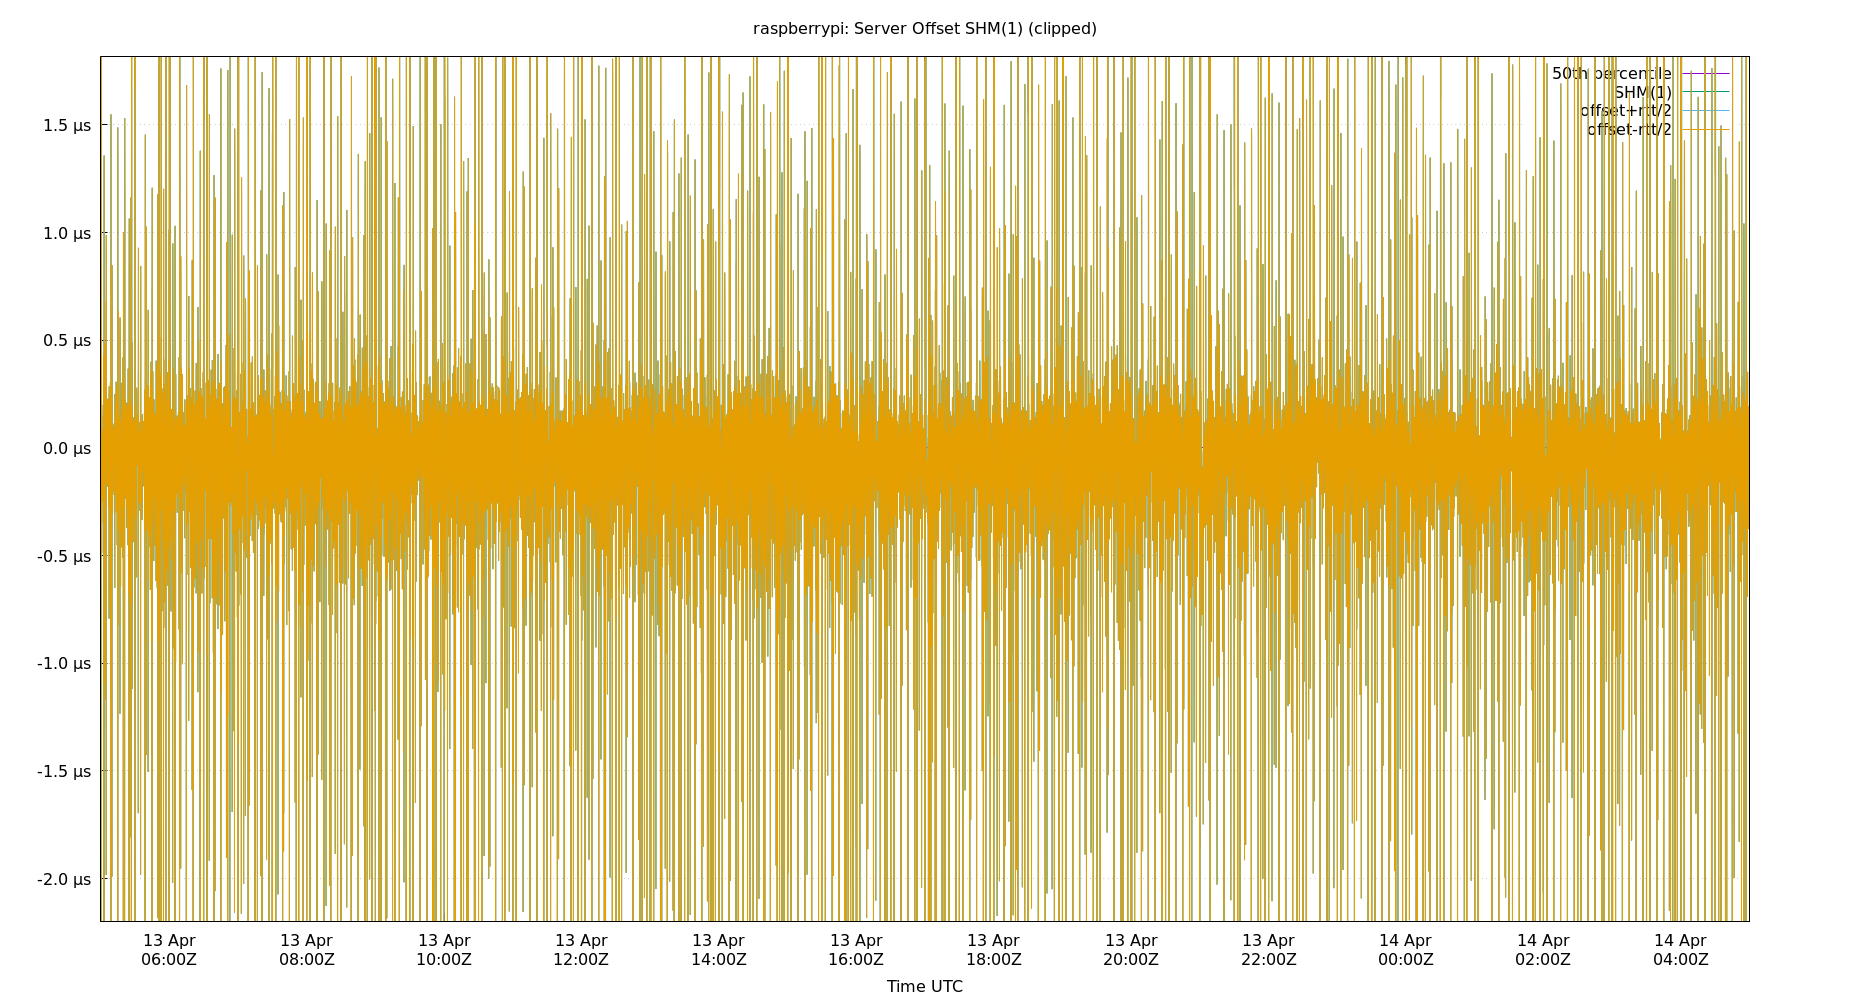 raspberrypi: Server Offset SHM(1) (clipped)
50th percentile
SHM(1)
offset+rtt/2
offset-rtt/2
1.5 µs
1.0 µs
0.5 µs
0.0 µs
-0.5 µs
-1.0 µs
-1.5 µs
-2.0 µs
13 Apr 13 Apr 13 Apr 13 Apr 13 Apr 13 Apr 13 Apr 13 Apr 13 Apr 14 Apr 14 Apr 14 Apr
06:00Z 08:00Z 10:00Z 12:00Z 14:00Z 16:00Z 18:00Z 20:00Z 22:00Z 00:00Z 02:00Z 04:00Z
Time UTC